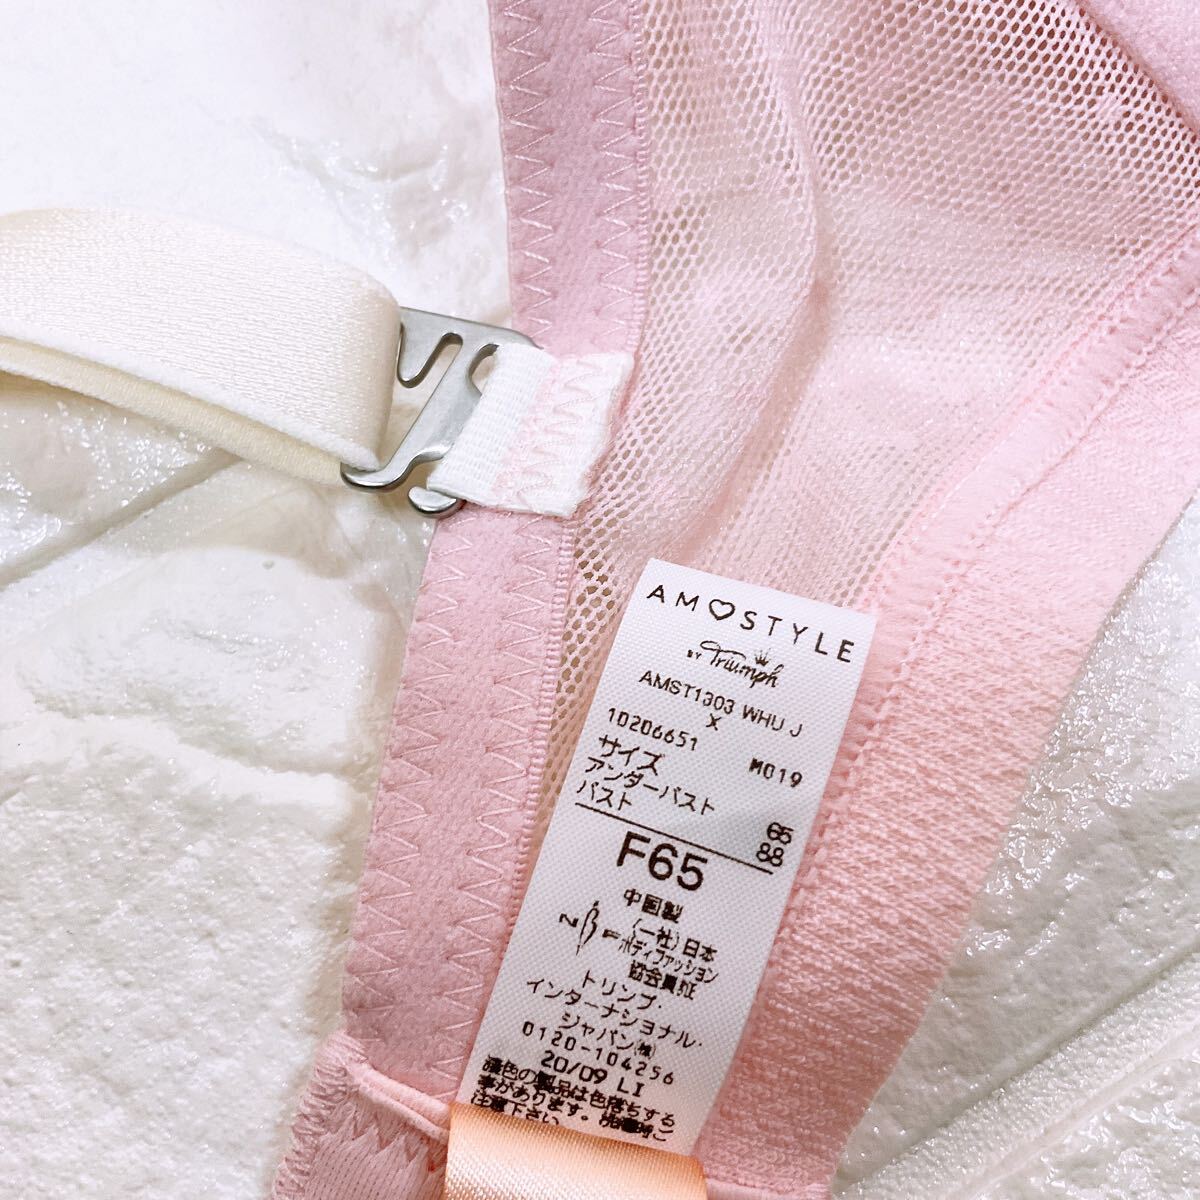 AMOSTYLE
BY Triumph
AMST1303 WHU J
X
10206651 M019
サイズ
アンダーバスト 65
バスト 88
F65
中国製
(一社)日本
NBF ボディファッション
協会員証
トリンプ・
インターナショナル・
ジャパン(株)
0120-104256
20/09 LI
濃色の製品は色落ちする
事があります。洗濯時ご
注意下さい